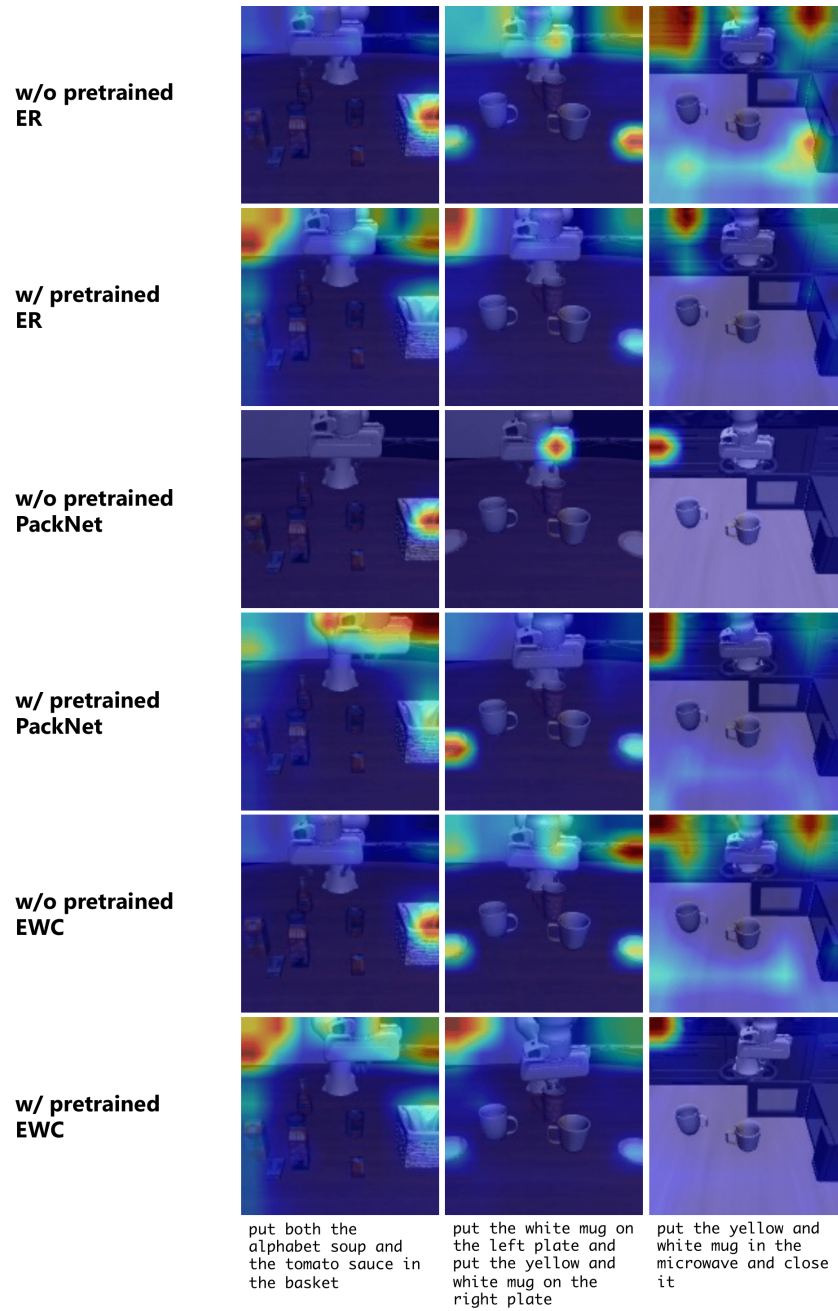 w/o pretrained
ER
w/ pretrained
ER
w/o pretrained
PackNet
w/ pretrained
PackNet
w/o pretrained
EWC
w/ pretrained
EWC
put both the
alphabet soup and
the tomato sauce in
the basket
put the white mug on
the left plate and
put the yellow and
white mug on the
right plate
put the yellow and
white mug in the
microwave and close
it